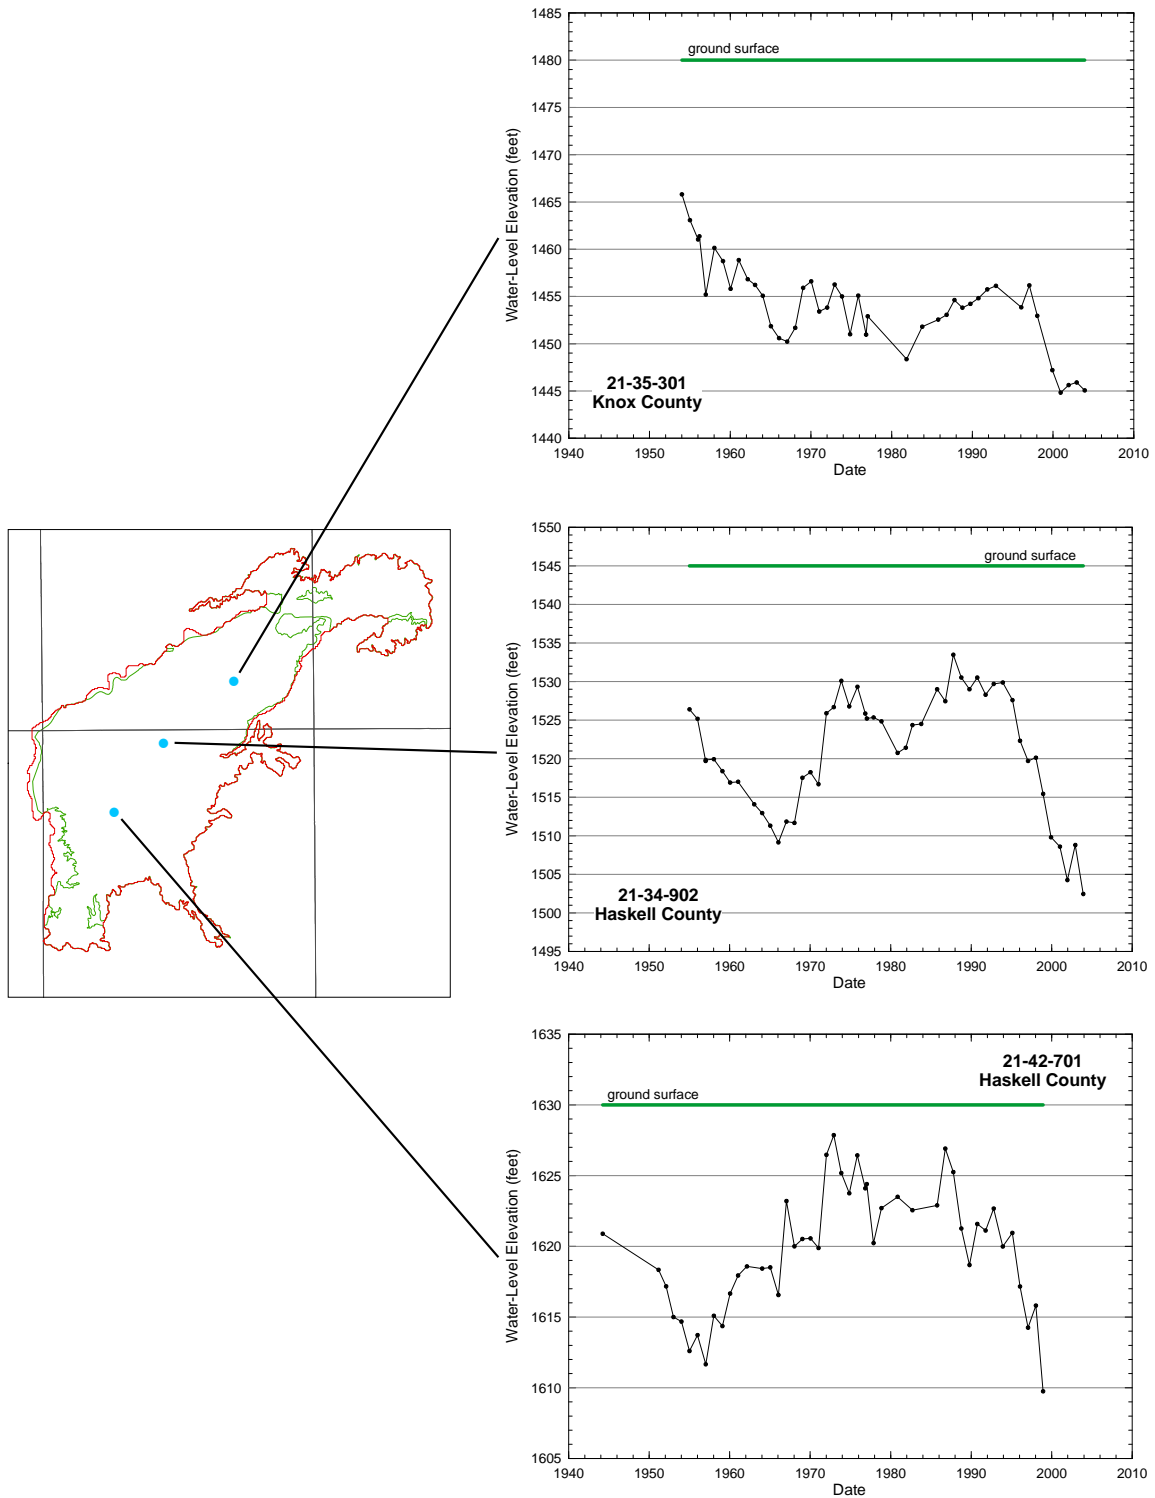 1485
1480
1475
1470
1465
1460
1455
1450
1445
1440
Water-Level Elevation (feet)
ground surface
21-35-301
Knox County
1940 1950 1960 1970 1980 1990 2000 2010
Date
1550
1545
1540
1535
1530
1525
1520
1515
1510
1505
1500
1495
Water-Level Elevation (feet)
ground surface
21-34-902
Haskell County
1940 1950 1960 1970 1980 1990 2000 2010
Date
1635
1630
1625
1620
1615
1610
1605
Water-Level Elevation (feet)
21-42-701
Haskell County
ground surface
1940 1950 1960 1970 1980 1990 2000 2010
Date